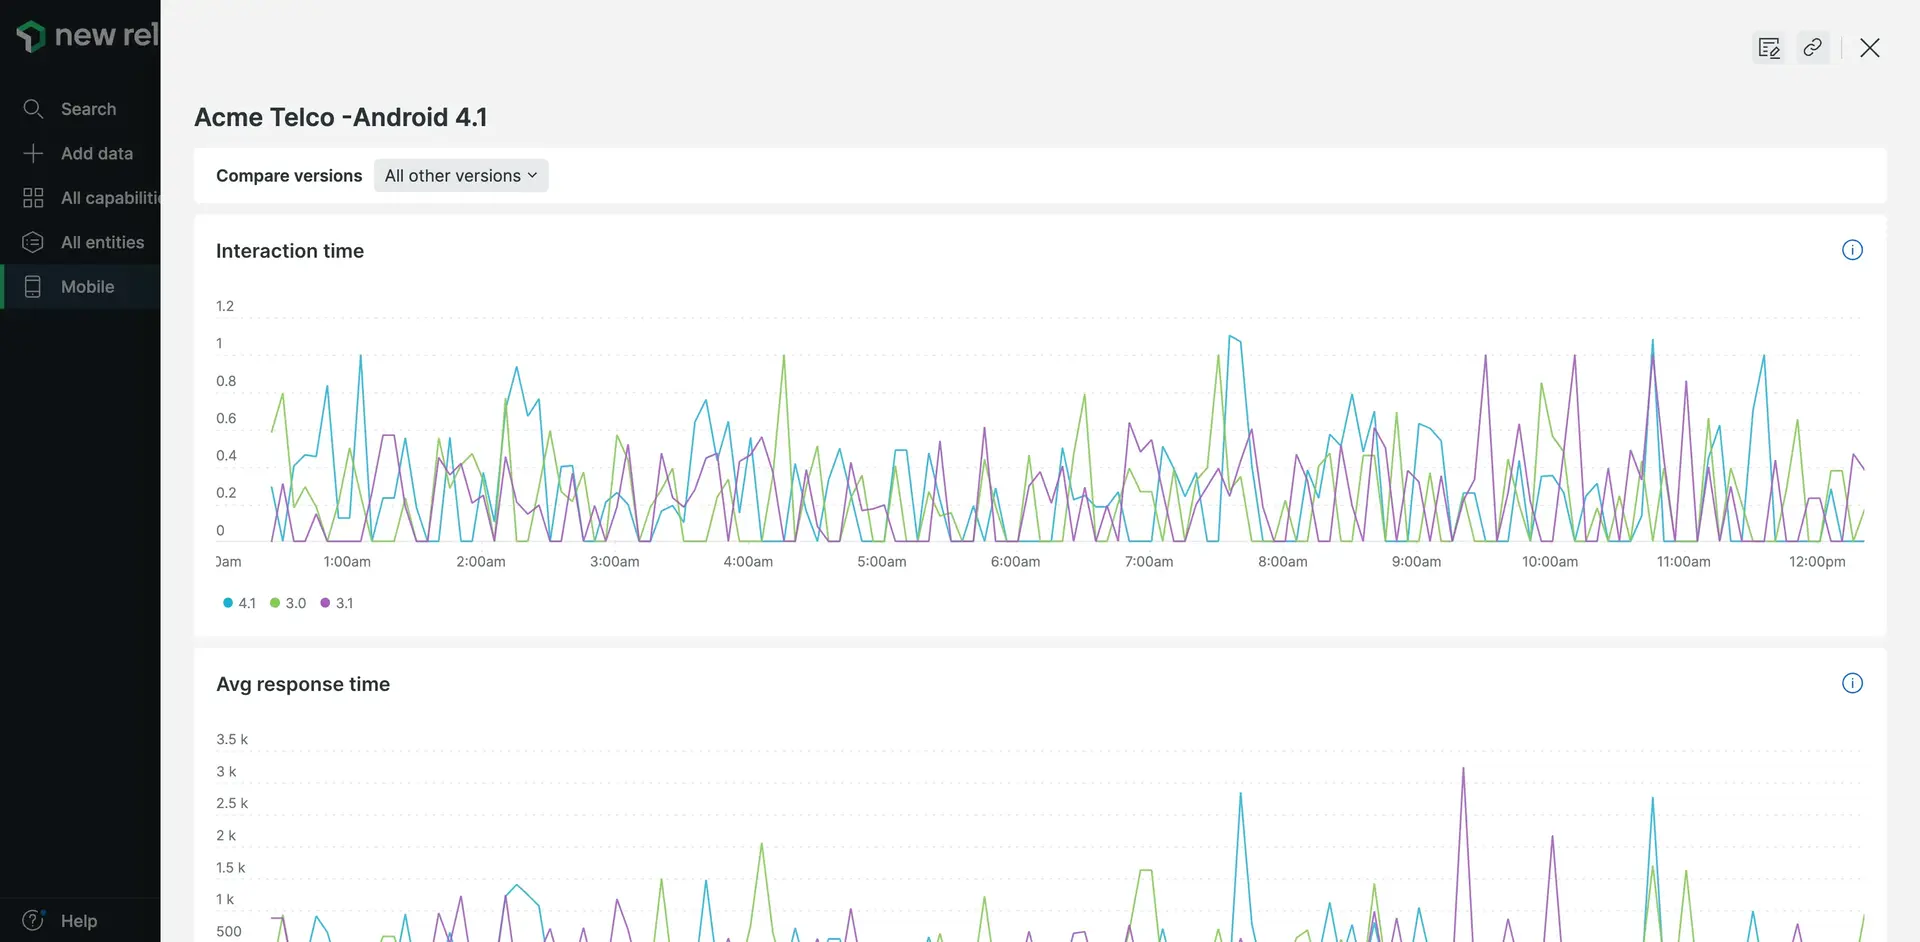 new rel
Search
Add data
All capabilitie
All entities
Mobile
Help
Acme Telco -Android 4.1
Compare versions All other versions
Interaction time
1.2
1
0.8
0.6
0.4
0.2
0
0am 1:00am 2:00am 3:00am 4:00am 5:00am 6:00am 7:00am 8:00am 9:00am 10:00am 11:00am 12:00pm
4.1 3.0 3.1
Avg response time
3.5 k
3 k
2.5 k
2 k
1.5 k
1 k
500